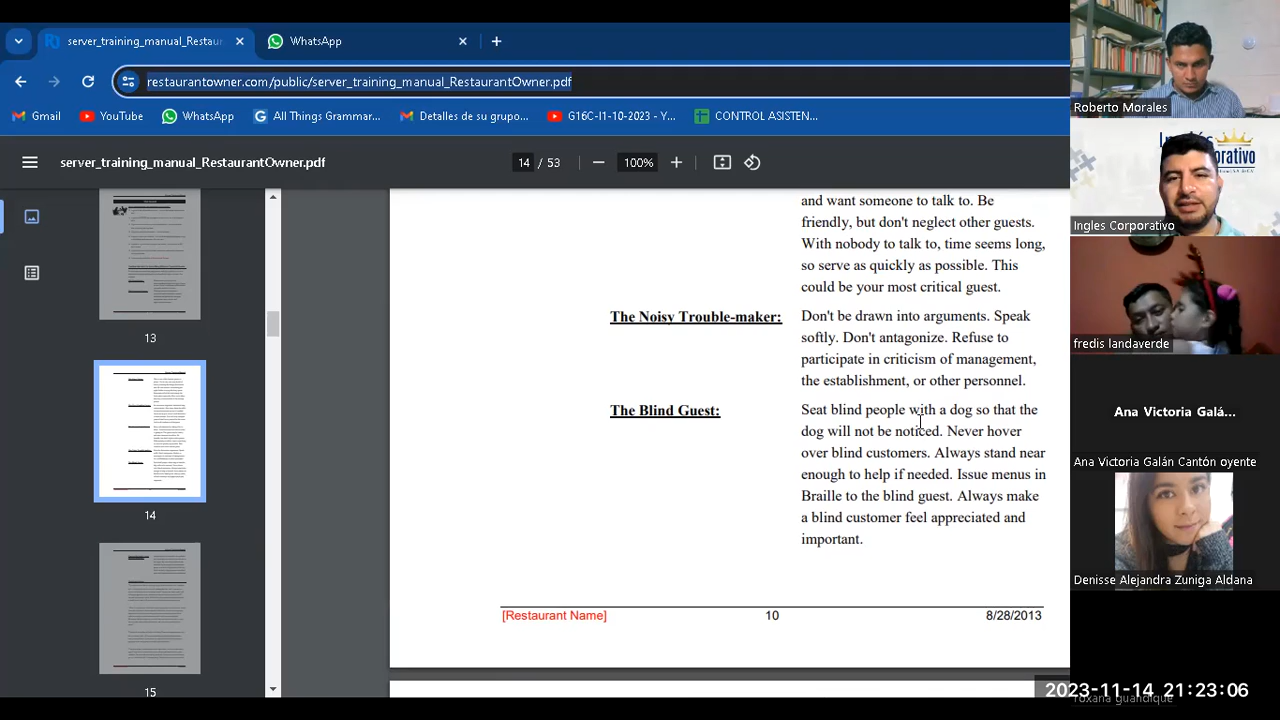 server_training_manual_Restaur
WhatsApp
restaurantowner.com/public/server_training_manual_RestaurantOwner.pdf
Gmail
YouTube
WhatsApp
All Things Grammar...
Detalles de su grupo...
G16C-I1-10-2023 - Y...
CONTROL ASISTEN...
server_training_manual_RestaurantOwner.pdf
14 / 53
100%
13
14
15
and want someone to talk to. Be
friendly, but don't neglect other guests.
With nobody to talk to, time seems long,
so serve as quickly as possible. This
could be your most critical guest.
The Noisy Trouble-maker:
Don't be drawn into arguments. Speak
softly. Don't antagonize. Refuse to
participate in criticism of management,
the establishment, or other personnel.
The Blind Guest:
Seat blind people with a dog so that the
dog will not be noticed. Never hover
over blind customers. Always stand near
enough to help if needed. Issue menus in
Braille to the blind guest. Always make
a blind customer feel appreciated and
important.
[Restaurant Name]
10
8/28/2013
Roberto Morales
Ingles Corporativo
fredis landaverde
Ana Victoria Galá...
Ana Victoria Galán Cantón oyente
Denisse Alejandra Zuniga Aldana
2023-11-14 21:23:06
roxana guandique